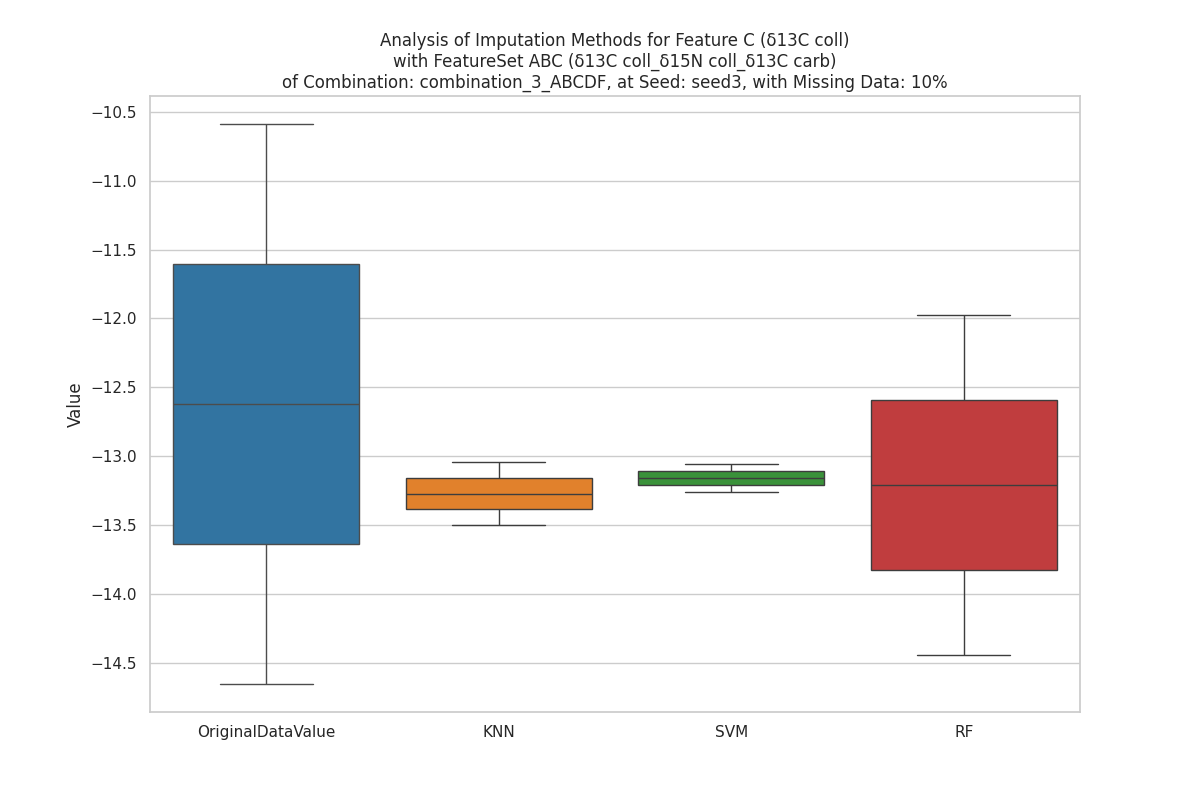 Analysis of Imputation Methods for Feature C (δ13C coll)
with FeatureSet ABC (δ13C coll_δ15N coll_δ13C carb)
of Combination: combination_3_ABCDF, at Seed: seed3, with Missing Data: 10%
−10.5
−11.0
−11.5
−12.0
−12.5
−13.0
−13.5
−14.0
−14.5
Value
OriginalDataValue
KNN
SVM
RF